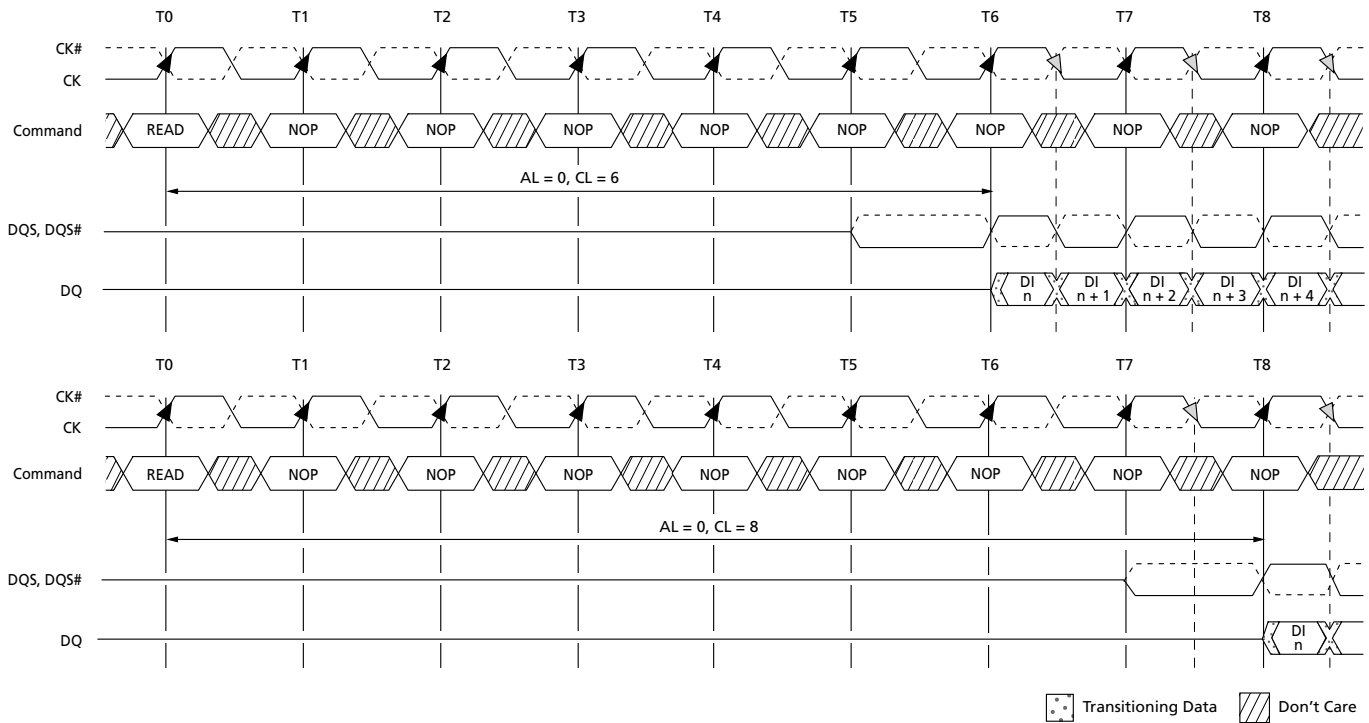 T0 T1 T2 T3 T4 T5 T6 T7 T8
CK#
CK
Command READ NOP NOP NOP NOP NOP NOP NOP NOP
AL = 0, CL = 6
DQS, DQS#
DQ DI n DI n + 1 DI n + 2 DI n + 3 DI n + 4
T0 T1 T2 T3 T4 T5 T6 T7 T8
CK#
CK
Command READ NOP NOP NOP NOP NOP NOP NOP NOP
AL = 0, CL = 8
DQS, DQS#
DQ DI n
Transitioning Data Don't Care